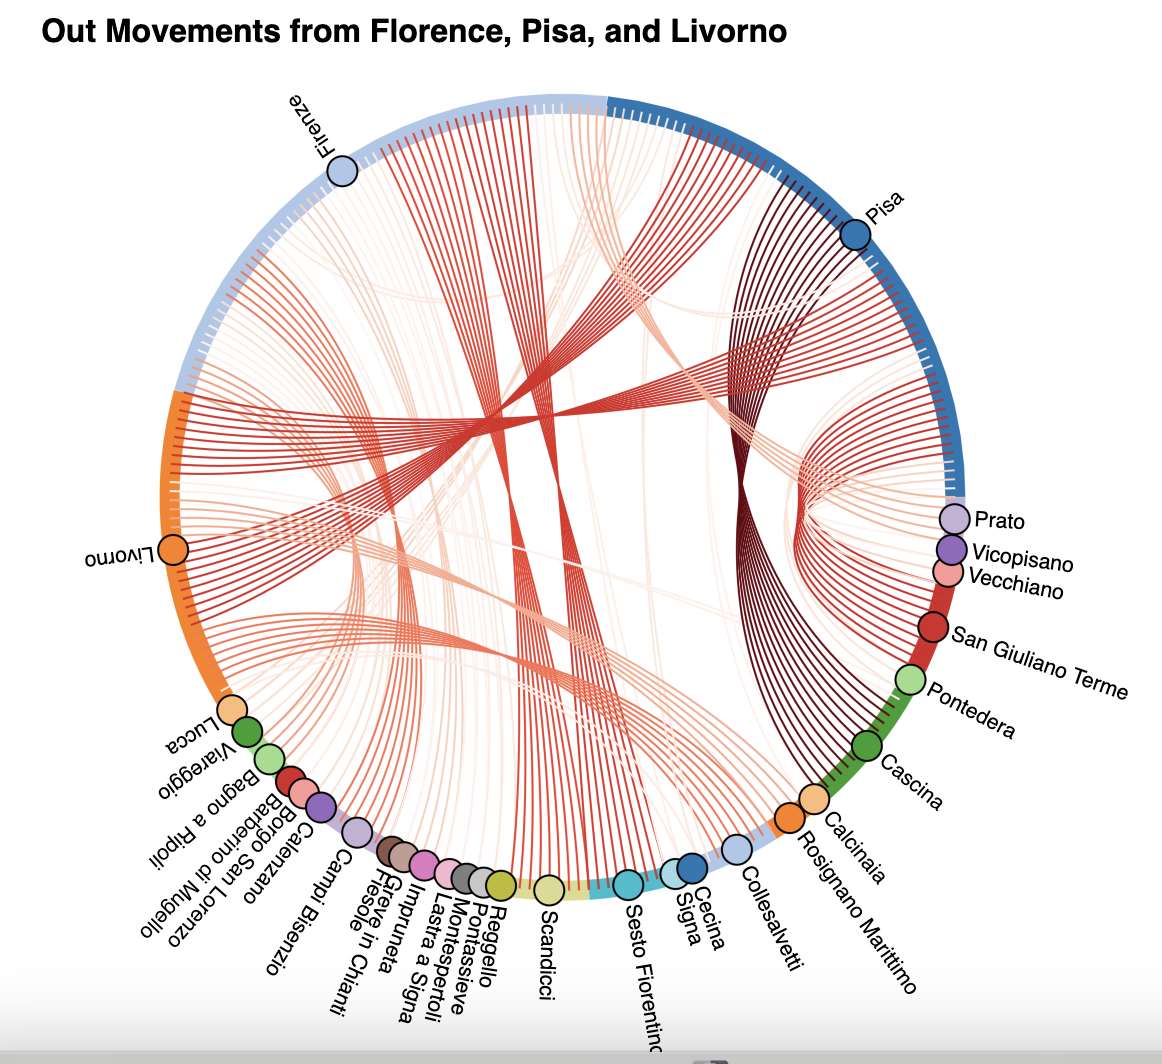 Out Movements from Florence, Pisa, and Livorno
Firenze
Pisa
Prato
Vicopisano
Vecchiano
San Giuliano Terme
Pontedera
Cascina
Calcinaia
Rosignano Marittimo
Collesalvetti
Cecina
Signa
Sesto Fiorentino
Scandicci
Reggello
Pontassieve
Montespertoli
Lastra a Signa
Impruneta
Greve in Chianti
Fiesole
Campi Bisenzio
Calenzano
Borgo San Lorenzo
Barberino di Mugello
Bagno a Ripoli
Viareggio
Lucca
Livorno